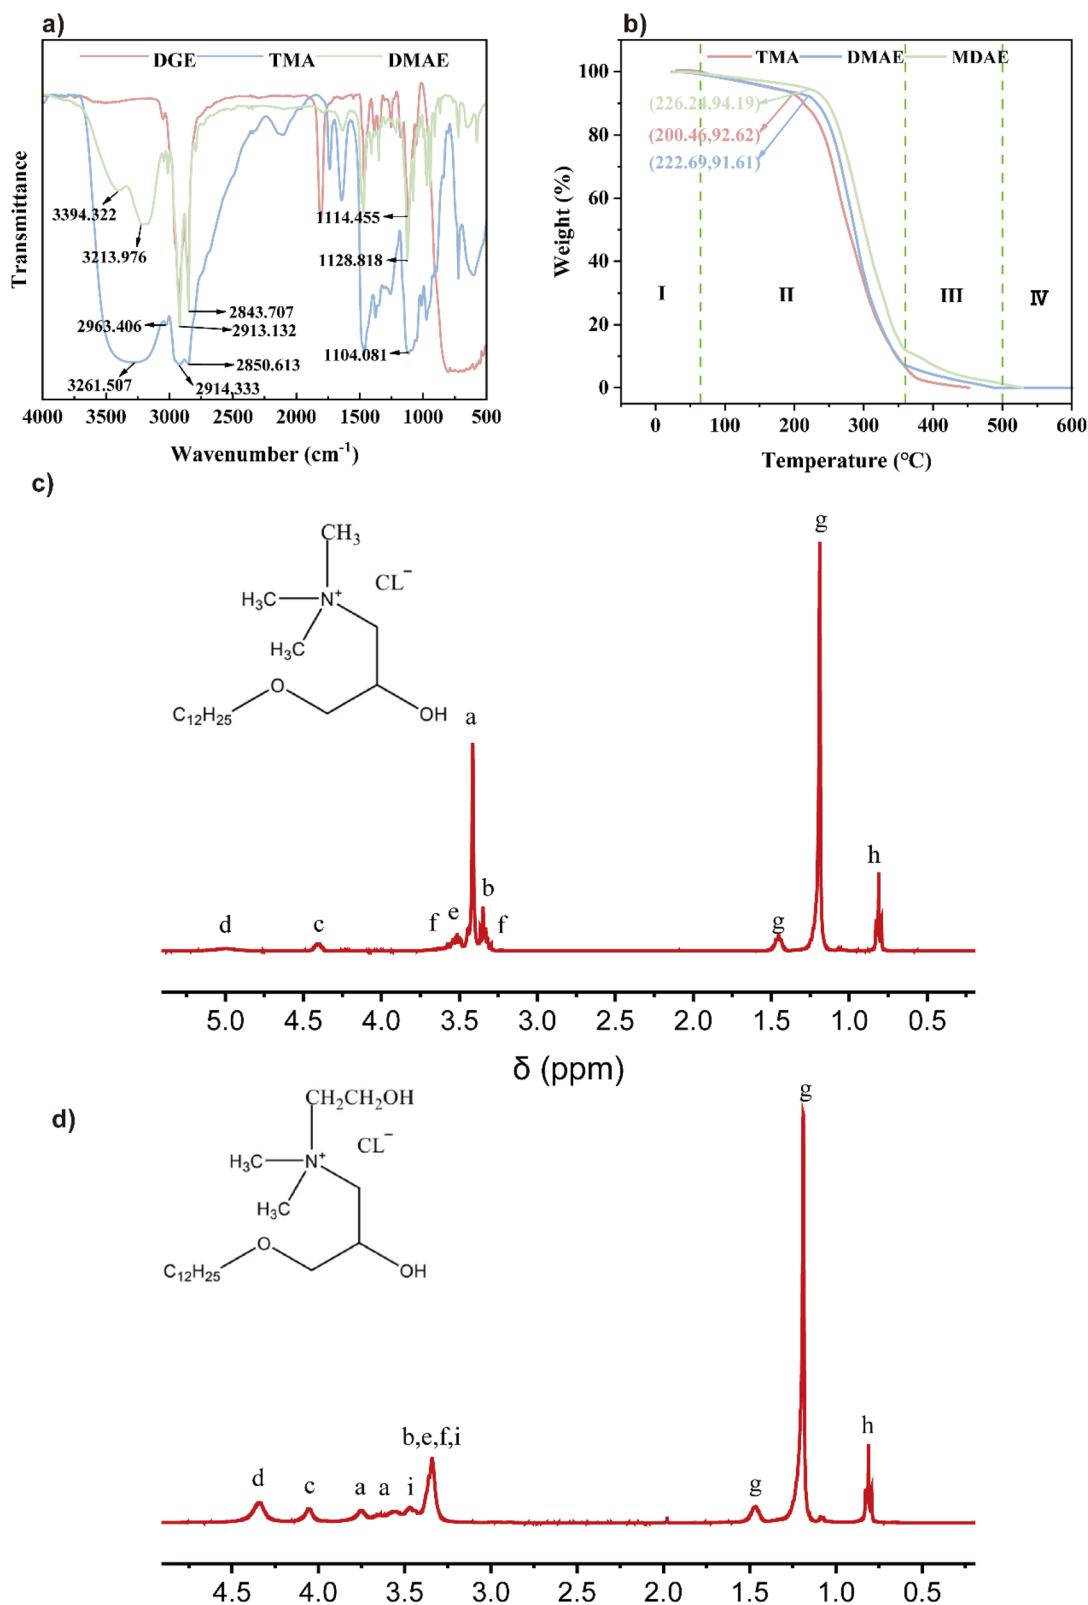 a)
DGE TMA DMAE
Transmittance
3394.322
3213.976
2963.406
3261.507
2843.707
2913.132
2850.613
2914.333
1114.455
1128.818
1104.081
4000 3500 3000 2500 2000 1500 1000 500
Wavenumber (cm-1)
b)
TMA DMAE MDAE
(226.24,94.19)
(200.46,92.62)
(222.69,91.61)
Weight (%)
100
80
60
40
20
0
I II III IV
0 100 200 300 400 500 600
Temperature (°C)
c)
CH3
CL−
H3C N+
H3C
O
C12H25 OH
d c f e a b f g g h
5.0 4.5 4.0 3.5 3.0 2.5 2.0 1.5 1.0 0.5
δ (ppm)
d)
CH2CH2OH
CL−
H3C N+
H3C
O
C12H25 OH
d c a a i b,e,f,i g g h
4.5 4.0 3.5 3.0 2.5 2.0 1.5 1.0 0.5